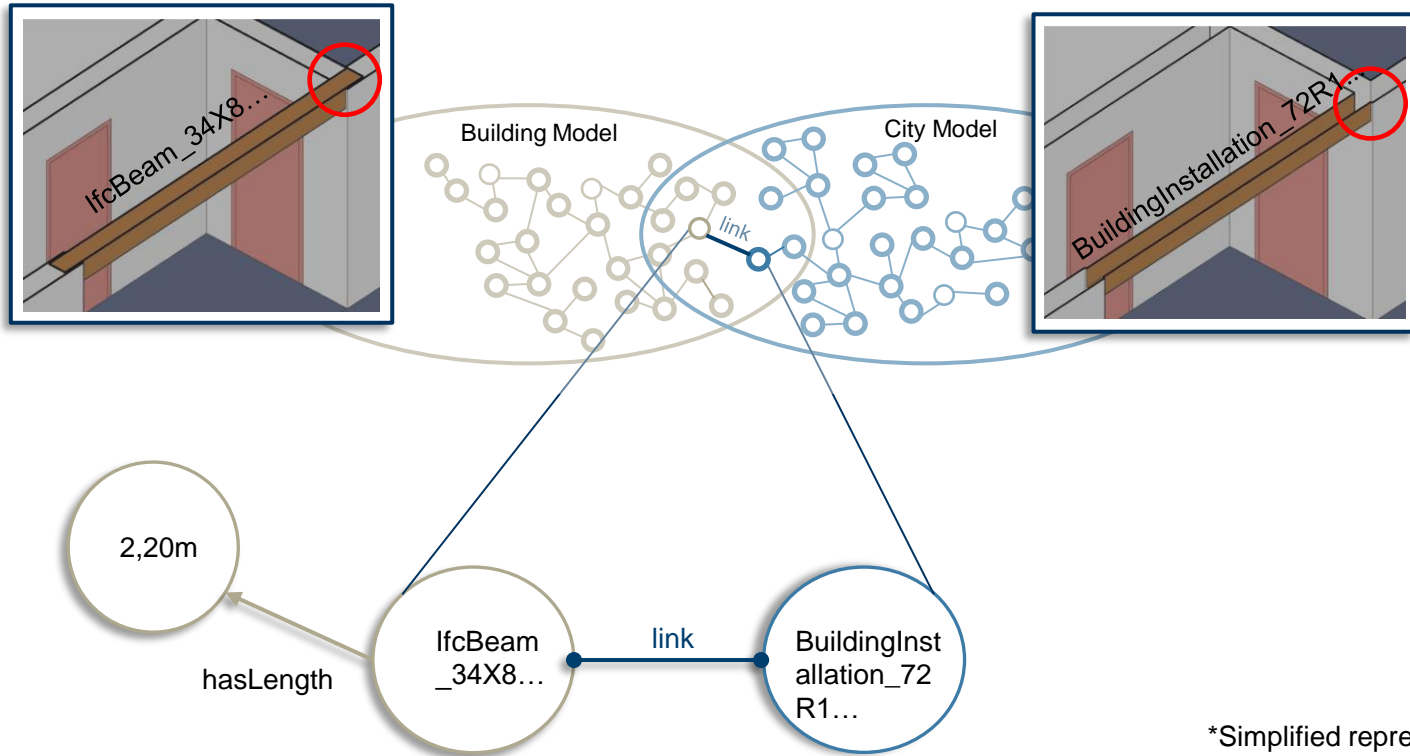 IfcBeam_34X8...
Building Model
City Model
BuildingInstallation_72R1...
link
2,20m
hasLength
IfcBeam
_34X8...
link
BuildingInst
allation_72
R1...
*Simplified repre